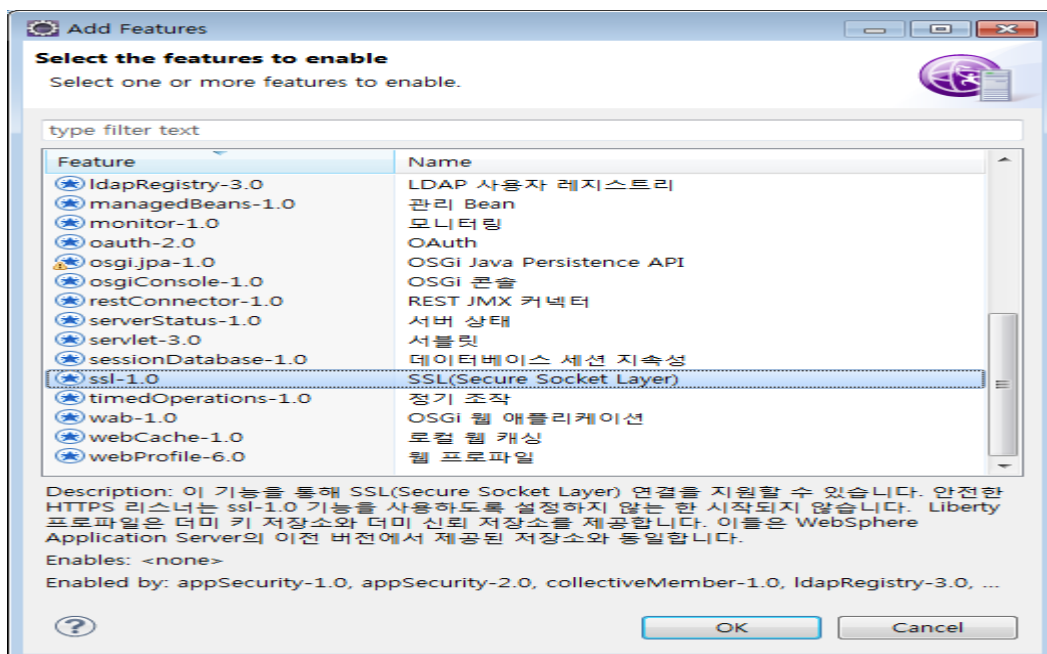 Add Features
Select the features to enable
Select one or more features to enable.
type filter text
Feature Name
ldapRegistry-3.0 LDAP 사용자 레지스트리
managedBeans-1.0 관리 Bean
monitor-1.0 모니터링
oauth-2.0 OAuth
osgi.jpa-1.0 OSGi Java Persistence API
osgiConsole-1.0 OSGi 콘솔
restConnector-1.0 REST JMX 커넥터
serverStatus-1.0 서버 상태
servlet-3.0 서블릿
sessionDatabase-1.0 데이터베이스 세션 지속성
ssl-1.0 SSL(Secure Socket Layer)
timedOperations-1.0 정기 조작
wab-1.0 OSGi 웹 애플리케이션
webCache-1.0 로컬 웹 캐싱
webProfile-6.0 웹 프로파일
Description: 이 기능을 통해 SSL(Secure Socket Layer) 연결을 지원할 수 있습니다. 안전한
HTTPS 리스너는 ssl-1.0 기능을 사용하도록 설정하지 않는 한 시작되지 않습니다. Liberty
프로파일은 더미 키 저장소와 더미 신뢰 저장소를 제공합니다. 이들은 WebSphere
Application Server의 이전 버전에서 제공된 저장소와 동일합니다.
Enables: <none>
Enabled by: appSecurity-1.0, appSecurity-2.0, collectiveMember-1.0, ldapRegistry-3.0, ...
OK Cancel